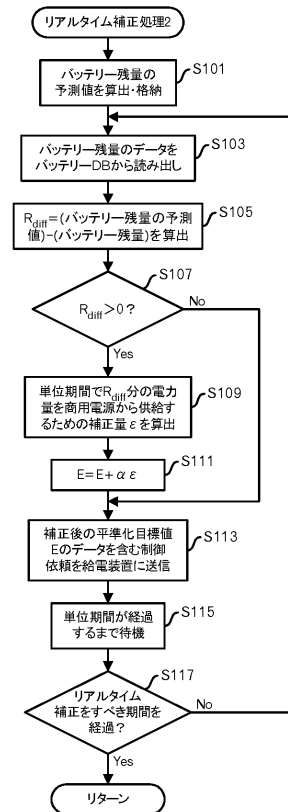 リアルタイム補正処理2
S101
バッテリー残量の
予測値を算出・格納
S103
バッテリー残量のデータを
バッテリーDBから読み出し
S105
Rdiff=(バッテリー残量の予測
値)-(バッテリー残量)を算出
S107
Rdiff>0?
No
Yes
S109
単位期間でRdiff分の電力
量を商用電源から供給す
るための補正量εを算出
S111
E=E+αε
S113
補正後の平準化目標値
Eのデータを含む制御
依頼を給電装置に送信
S115
単位期間が経過
するまで待機
S117
リアルタイム
補正をすべき期間を
経過?
No
Yes
リターン